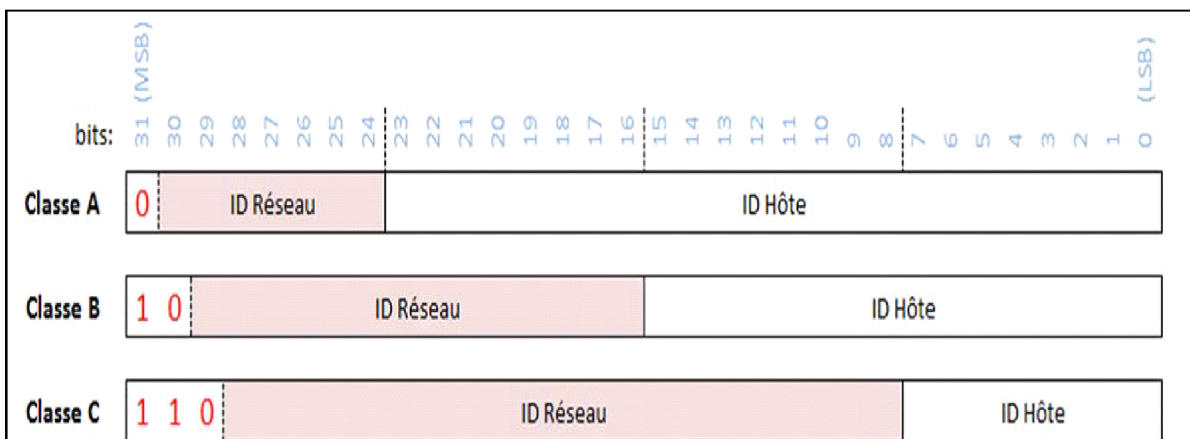 bits: 31 (MSB) 30 29 28 27 26 25 24 23 22 21 20 19 18 17 16 15 14 13 12 11 10 9 8 7 6 5 4 3 2 1 0 (LSB)
Classe A 0 ID Réseau ID Hôte
Classe B 1 0 ID Réseau ID Hôte
Classe C 1 1 0 ID Réseau ID Hôte